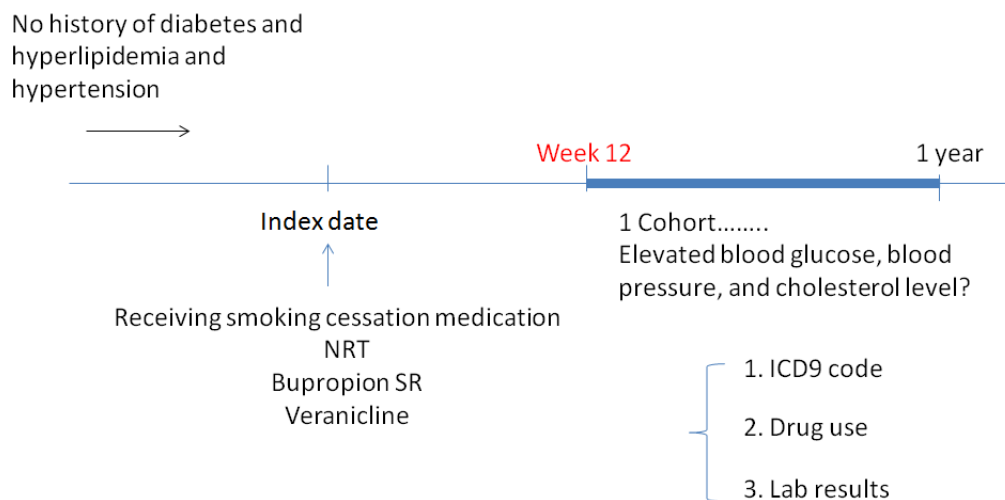 No history of diabetes and
hyperlipidemia and
hypertension
Week 12
1 year
Index date
1 Cohort........
Elevated blood glucose, blood
pressure, and cholesterol level?
Receiving smoking cessation medication
NRT
Bupropion SR
Veranicline
1. ICD9 code
2. Drug use
3. Lab results